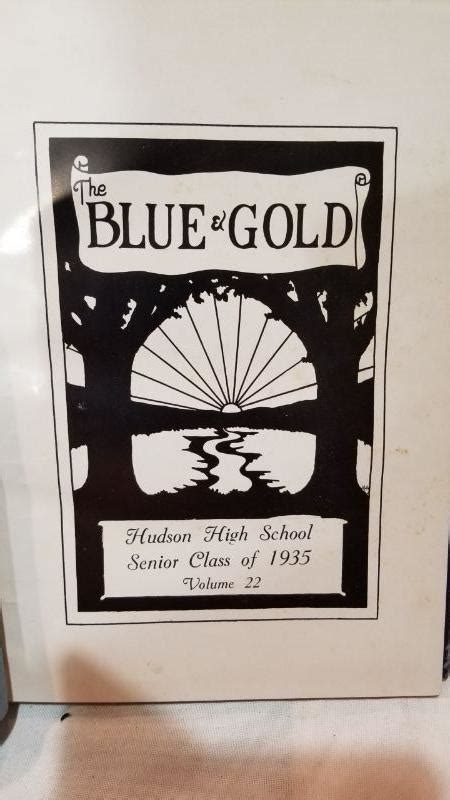 The
BLUE & GOLD
Hudson High School
Senior Class of 1935
Volume 22